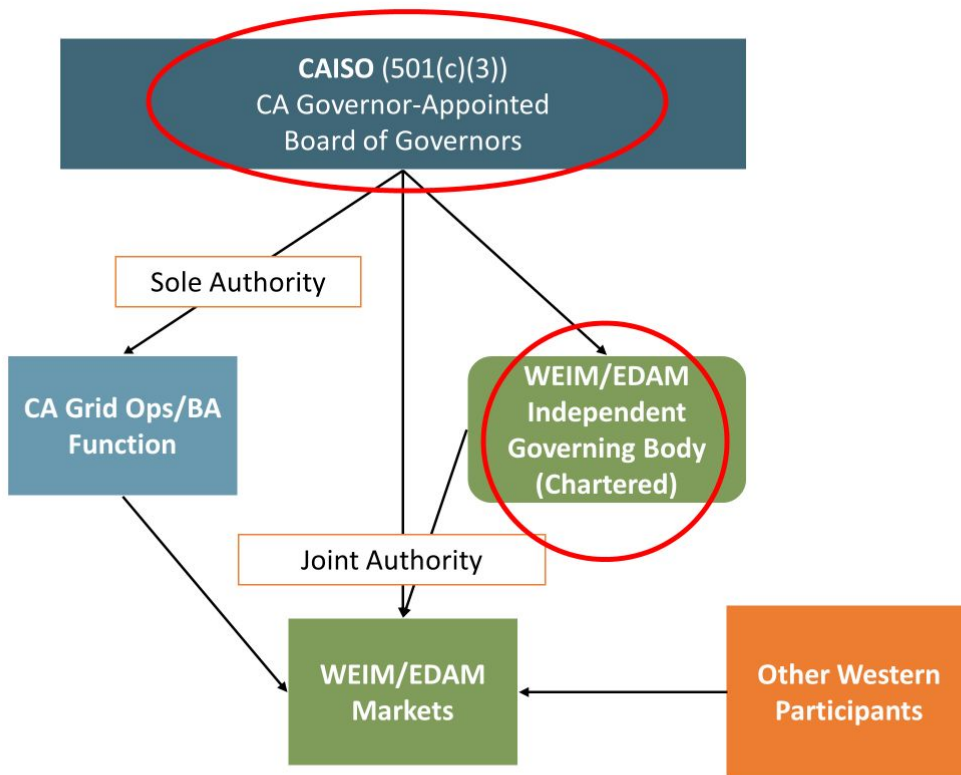 CAISO (501(c)(3))
CA Governor-Appointed
Board of Governors
Sole Authority
CA Grid Ops/BA
Function
WEIM/EDAM
Independent
Governing Body
(Chartered)
Joint Authority
WEIM/EDAM
Markets
Other Western
Participants